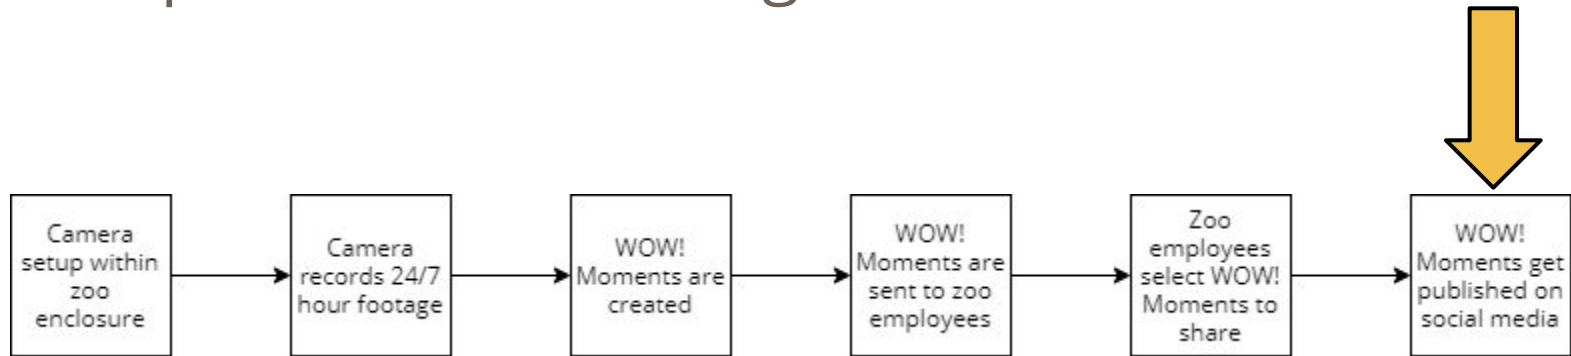 Camera
setup within
zoo
enclosure
Camera
records 24/7
hour footage
WOW!
Moments are
created
WOW!
Moments are
sent to zoo
employees
Zoo
employees
select WOW!
Moments to
share
WOW!
Moments get
published on
social media